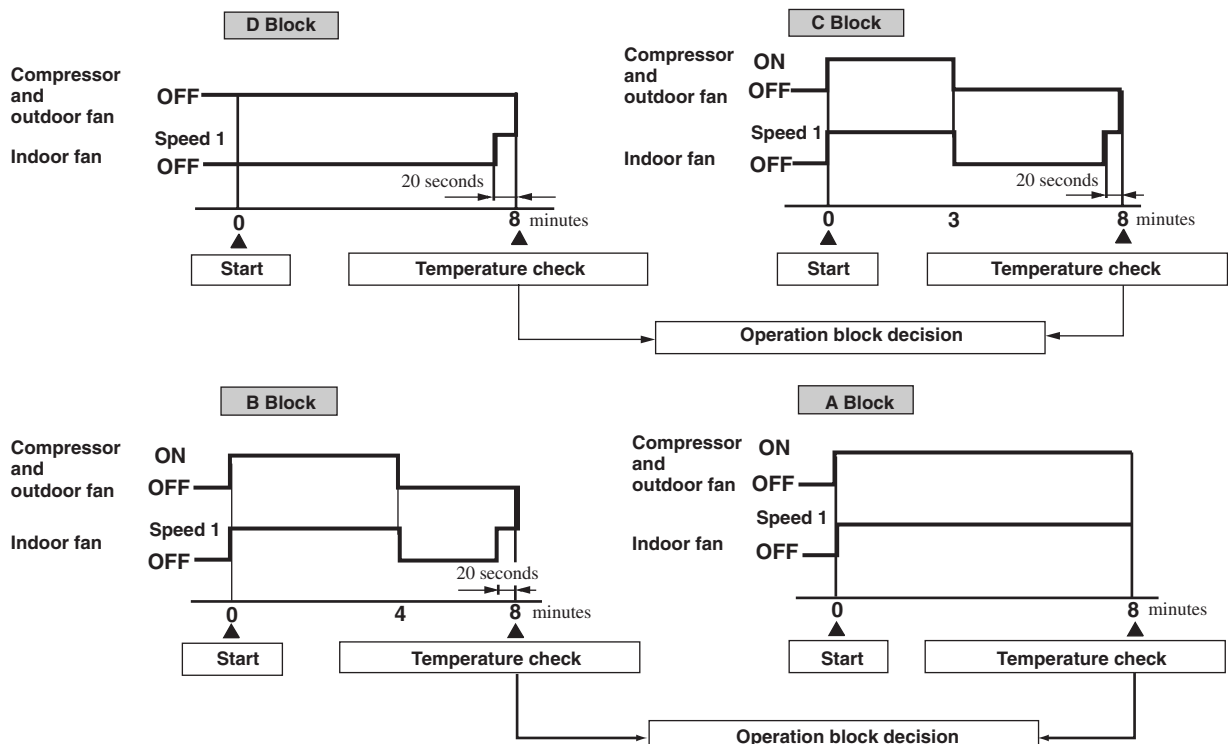 D Block
Compressor
and
outdoor fan
OFF
Speed 1
Indoor fan
OFF
20 seconds
0
8 minutes
Start
Temperature check
C Block
Compressor
and
outdoor fan
ON
OFF
Speed 1
Indoor fan
OFF
20 seconds
0
3
8 minutes
Start
Temperature check
Operation block decision
B Block
Compressor
and
outdoor fan
ON
OFF
Speed 1
Indoor fan
OFF
20 seconds
0
4
8 minutes
Start
Temperature check
A Block
Compressor
and
outdoor fan
ON
OFF
Speed 1
Indoor fan
OFF
0
8 minutes
Start
Temperature check
Operation block decision